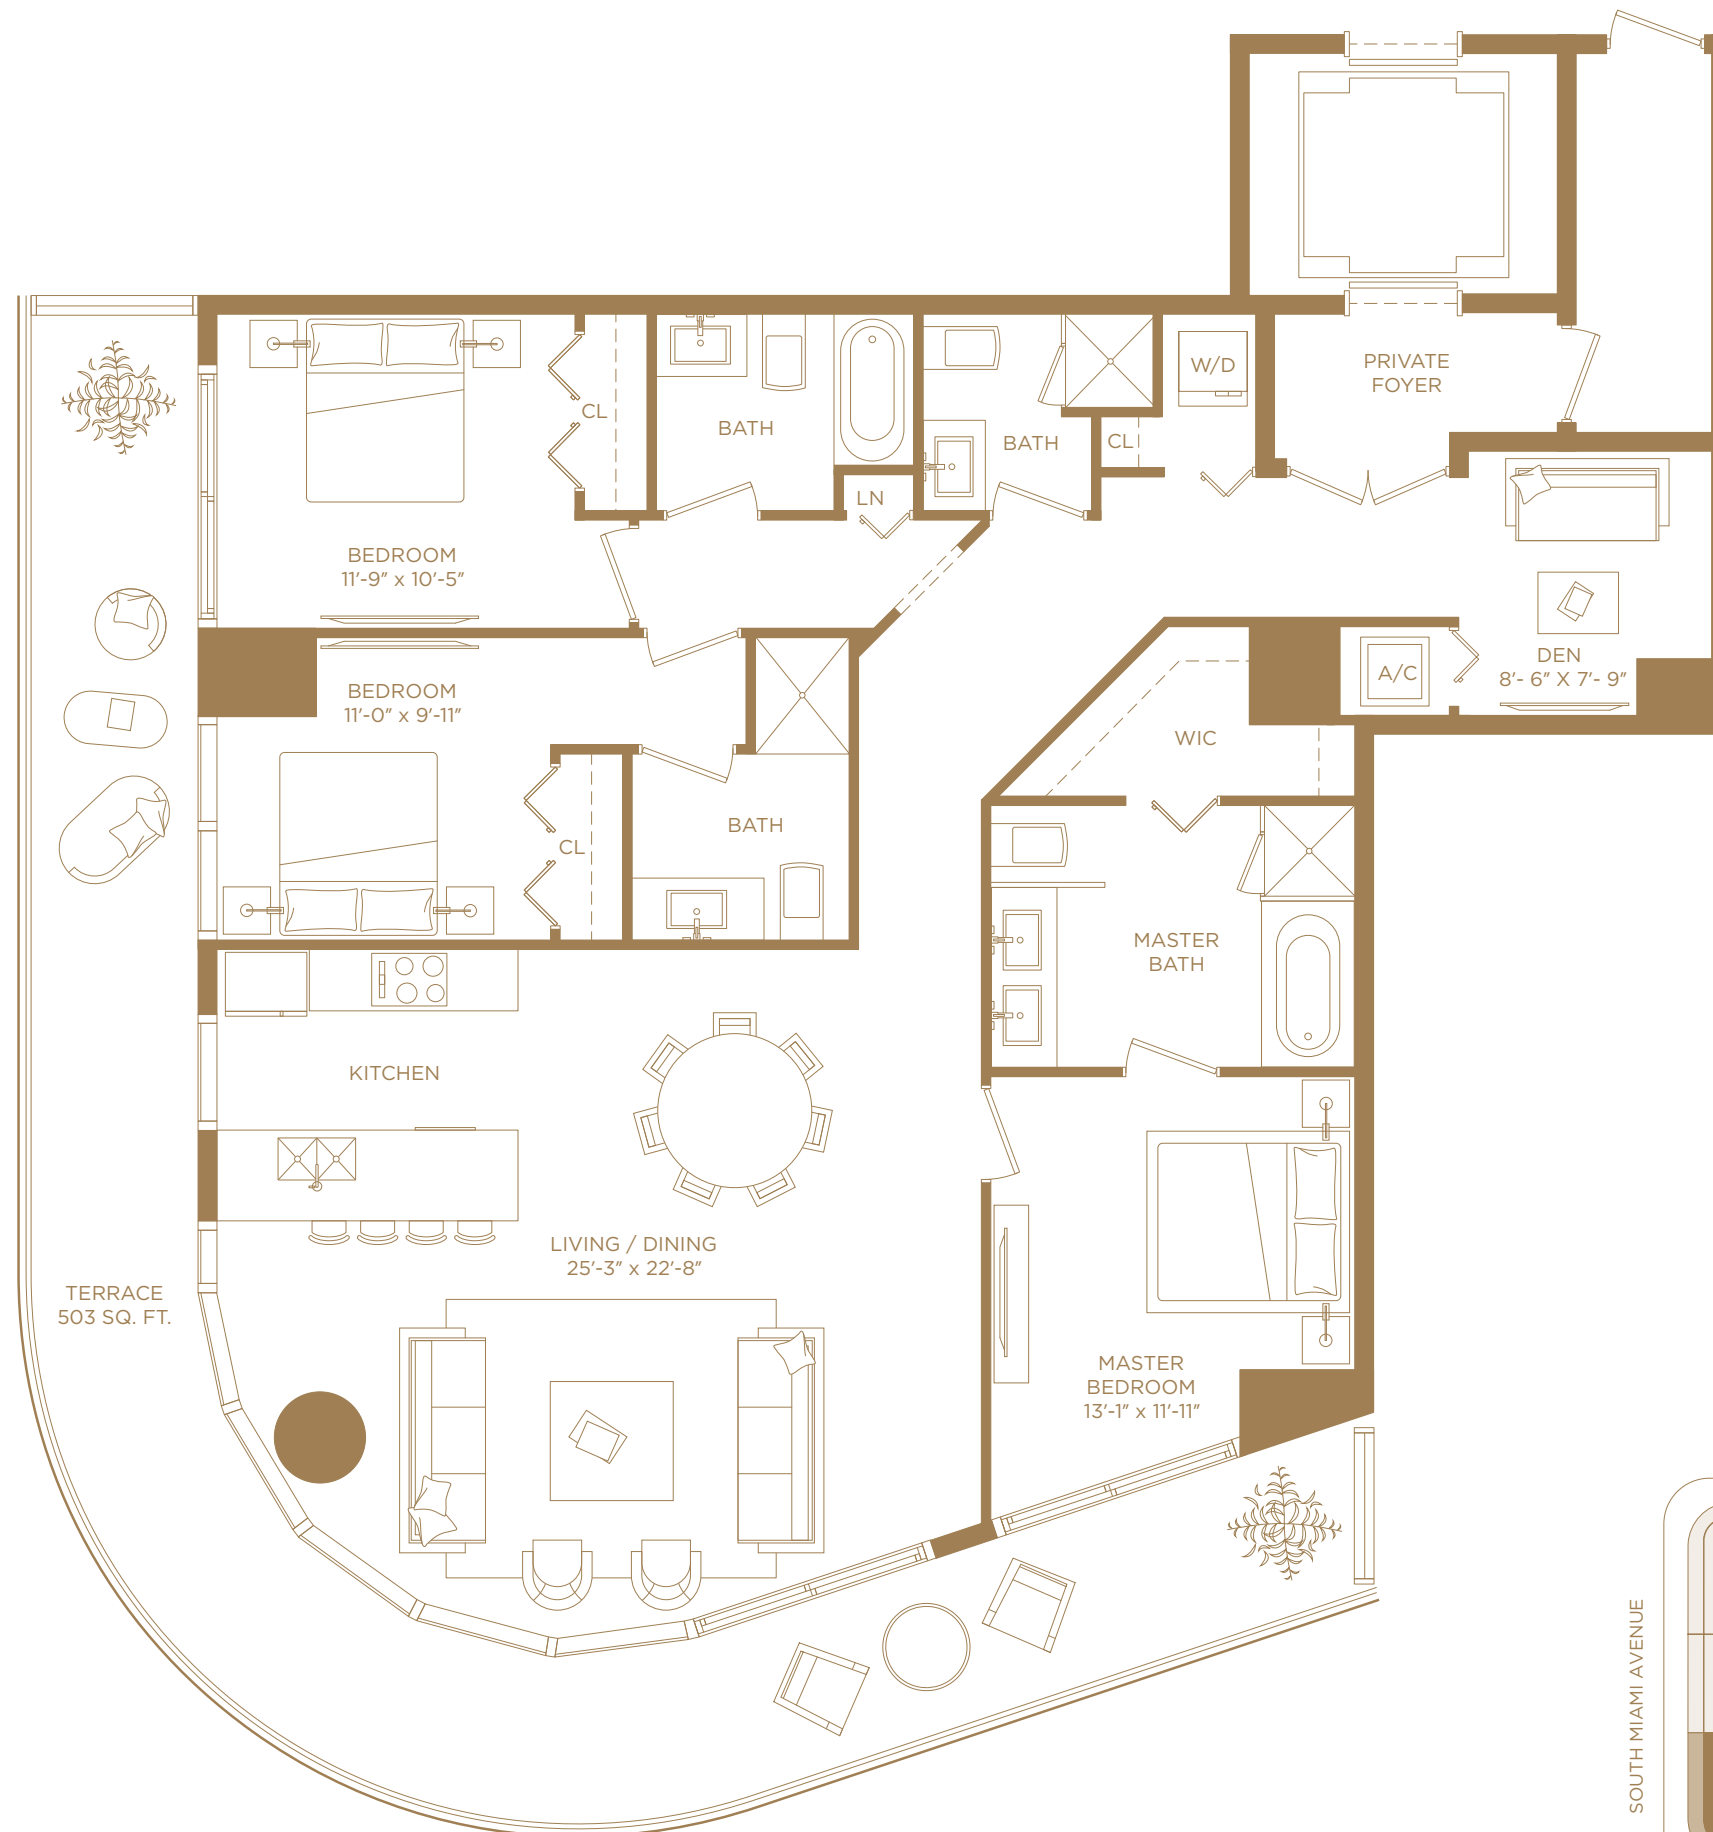 PRIVATE
FOYER
W/D
CL
BATH
BATH
CL
LN
BEDROOM
11'-9" x 10'-5"
BEDROOM
11'-0" x 9'-11"
DEN
8'- 6" X 7'- 9"
A/C
WIC
BATH
CL
MASTER
BATH
KITCHEN
LIVING / DINING
25'-3" x 22'-8"
TERRACE
503 SQ. FT.
MASTER
BEDROOM
13'-1" x 11'-11"
SOUTH MIAMI AVENUE